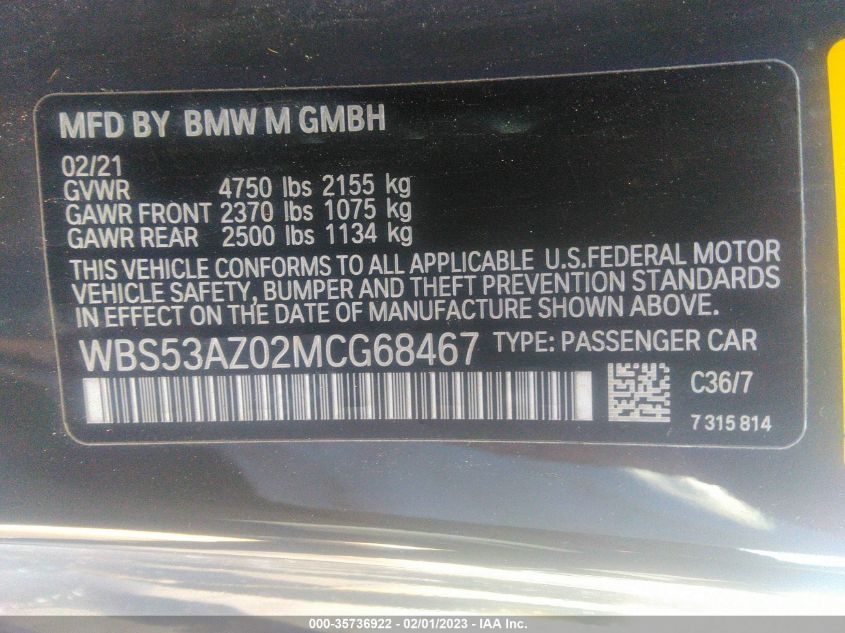 MFD BY BMW M GMBH
02/21
GVWR 4750 lbs 2155 kg
GAWR FRONT 2370 lbs 1075 kg
GAWR REAR 2500 lbs 1134 kg
THIS VEHICLE CONFORMS TO ALL APPLICABLE U.S.FEDERAL MOTOR
VEHICLE SAFETY, BUMPER AND THEFT PREVENTION STANDARDS
IN EFFECT ON THE DATE OF MANUFACTURE SHOWN ABOVE.
WBS53AZ02MCG68467 TYPE: PASSENGER CAR
C36/7
7 315 814
000-35736922 - 02/01/2023 - © IAA Inc.